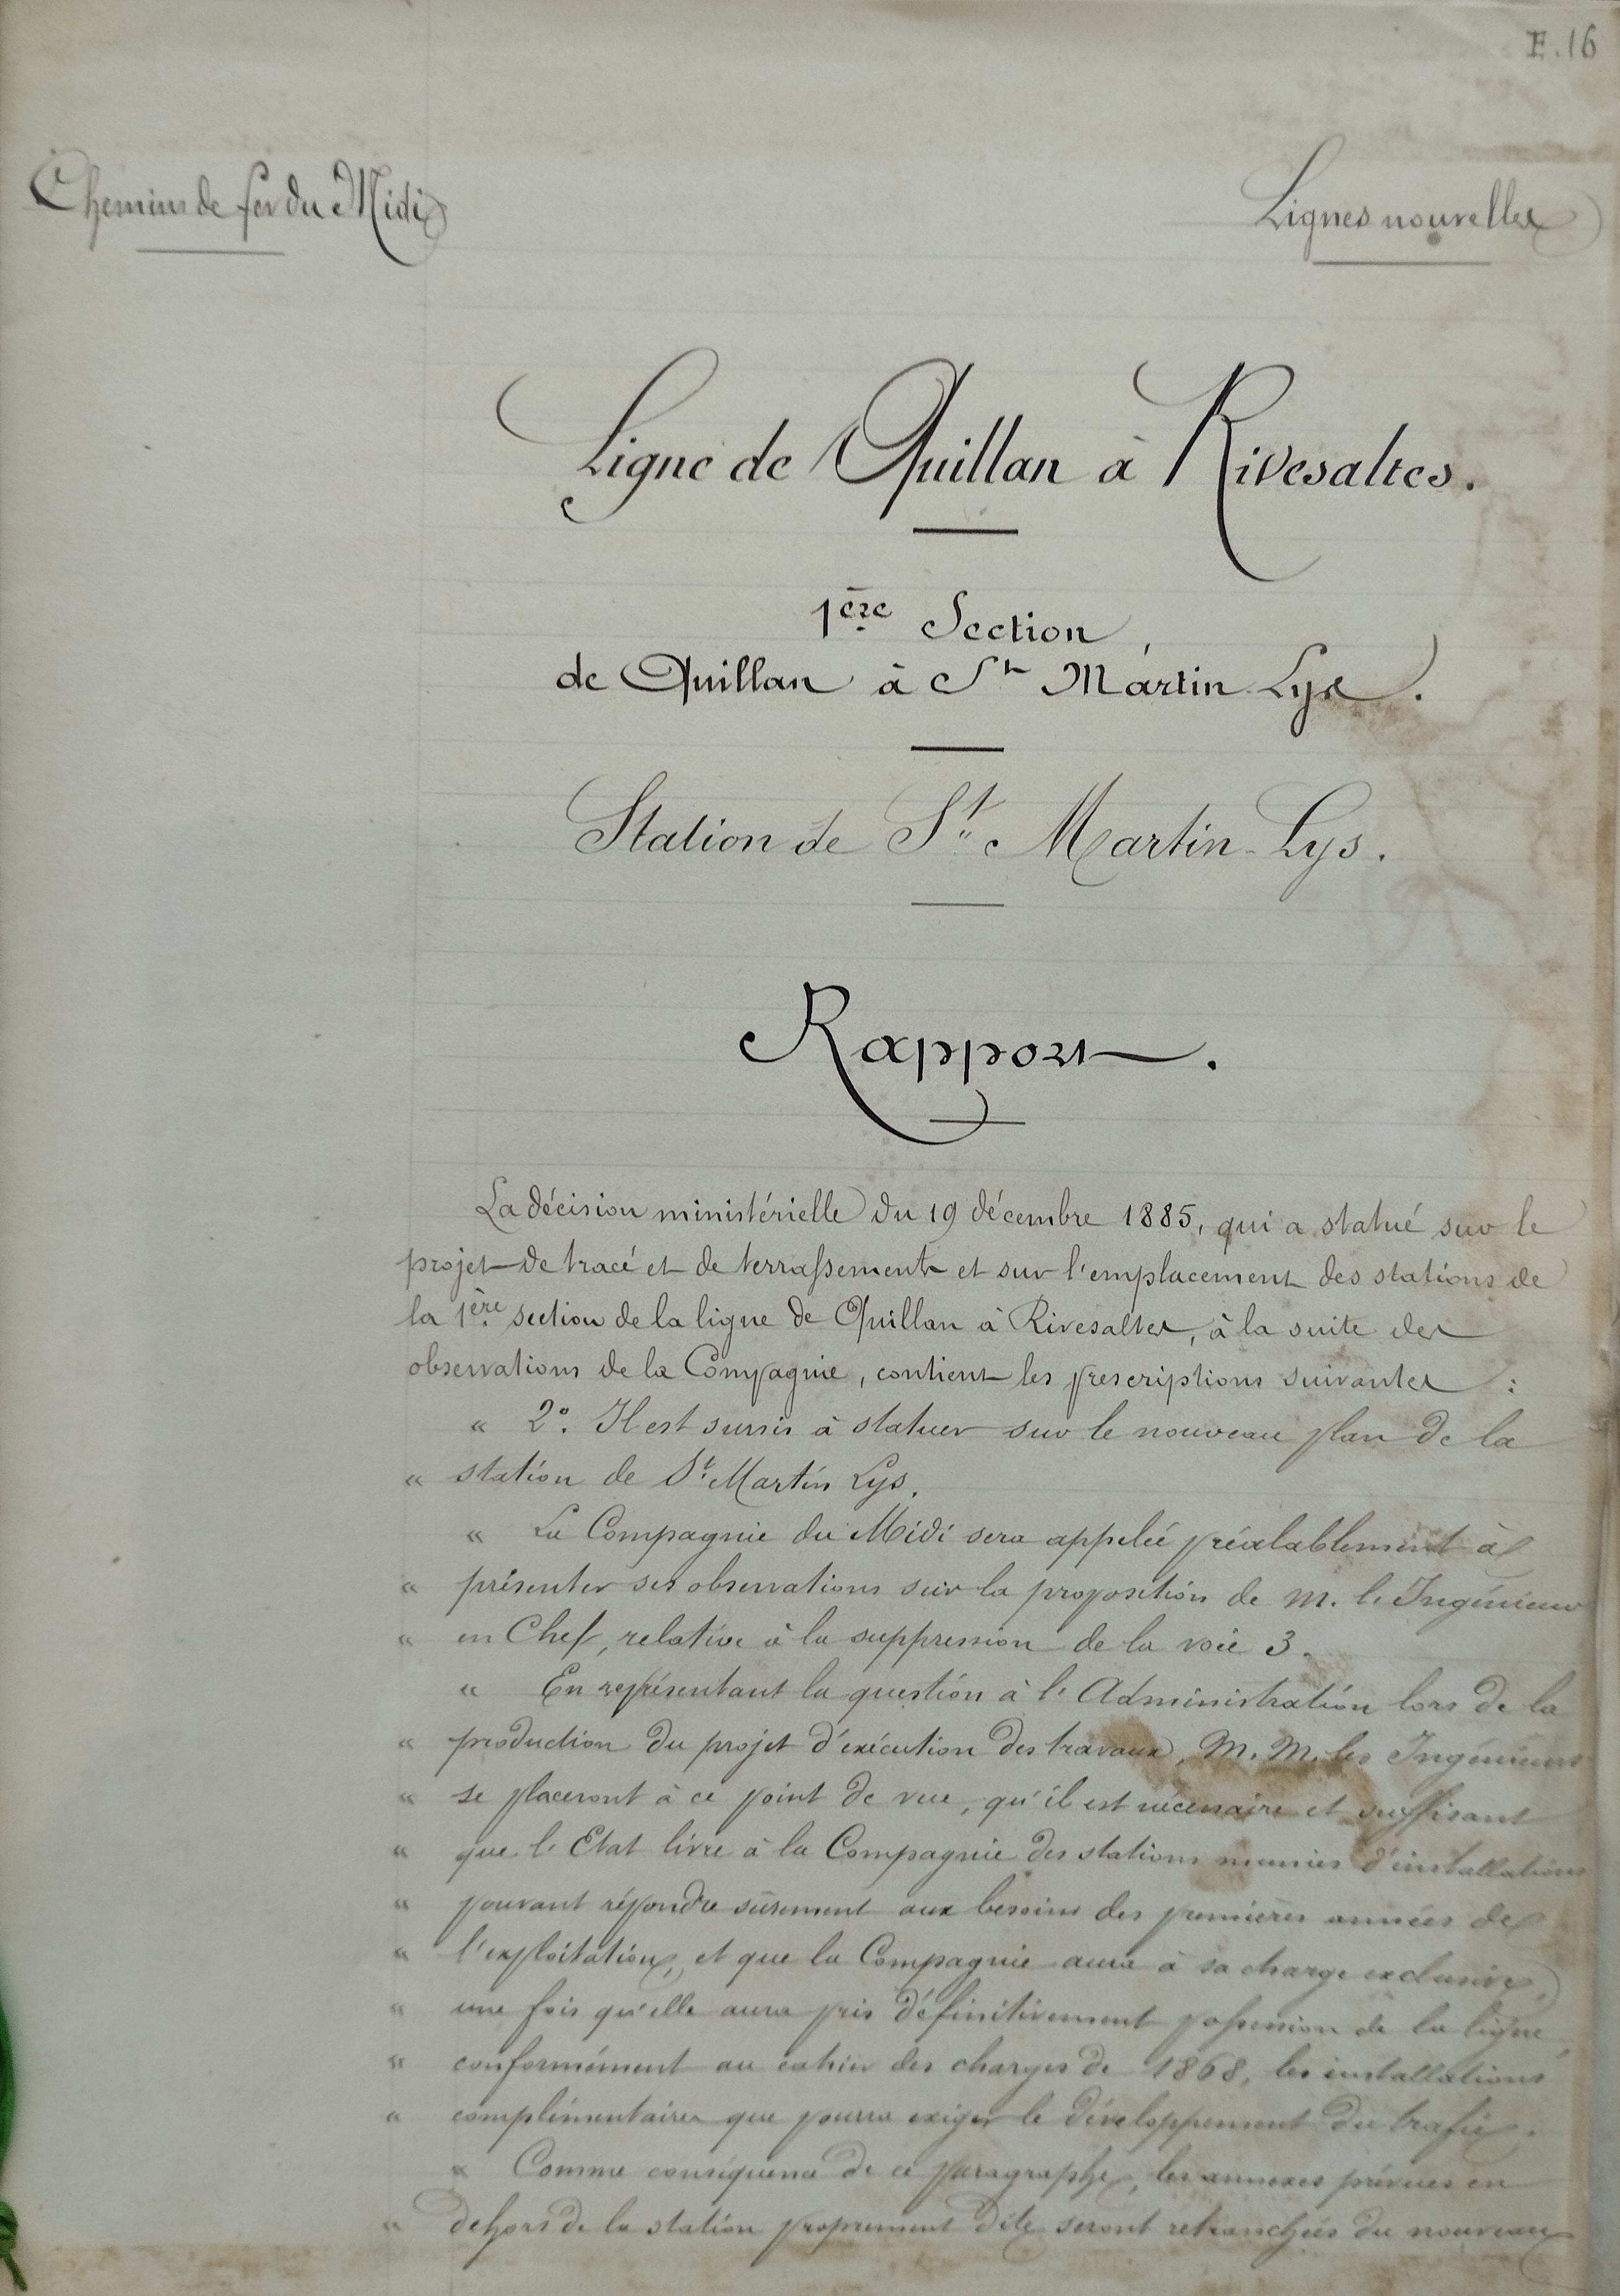 E.16
Chemins de fer du Midi
Lignes nouvelles
Ligne de Quillan à Rivesaltes.
1ère Section
de Quillan à St Martin Lys.
Station de St Martin-Lys.
Rapport.
La décision ministérielle du 19 décembre 1885, qui a statué sur le
projet de tracé et de terrassements et sur l'emplacement des stations de
la 1ère section de la ligne de Quillan à Rivesaltes, à la suite des
observations de la Compagnie, contient les prescriptions suivantes :
" 2°. Il est sursis à statuer sur le nouveau plan de la
" station de St Martin Lys.
" La Compagnie du Midi sera appelée préalablement à
" présenter ses observations sur la proposition de M. l'Ingénieur
" en Chef, relative à la suppression de la voie 3.
" En représentant la question à l'Administration lors de la
" production du projet d'exécution des travaux, M.M. les Ingénieurs
" se placeront à ce point de vue, qu'il est nécessaire et suffisant
" que l'Etat livre à la Compagnie des stations munies d'installations
" pouvant répondre sûrement aux besoins des premières années de
" l'exploitation, et que la Compagnie aura à sa charge exclusive,
" une fois qu'elle aura pris définitivement possession de la ligne,
" conformément au cahier des charges de 1868, les installations
" complémentaires que pourra exiger le développement du trafic.
" Comme conséquence de ce paragraphe, les annexes prévues en
" dehors de la station proprement dite seront retranchées du nouveau